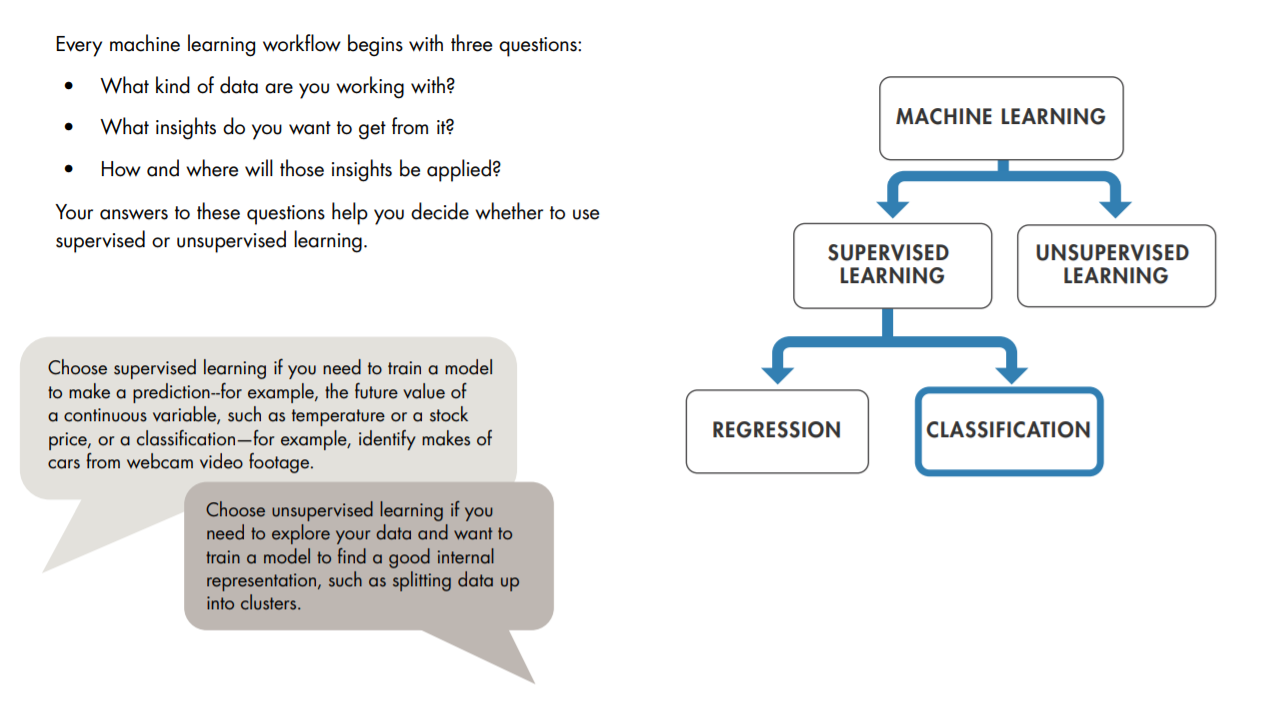 Every machine learning workflow begins with three questions:
• What kind of data are you working with?
• What insights do you want to get from it?
• How and where will those insights be applied?
Your answers to these questions help you decide whether to use
supervised or unsupervised learning.
Choose supervised learning if you need to train a model
to make a prediction--for example, the future value of
a continuous variable, such as temperature or a stock
price, or a classification—for example, identify makes of
cars from webcam video footage.
Choose unsupervised learning if you
need to explore your data and want to
train a model to find a good internal
representation, such as splitting data up
into clusters.
MACHINE LEARNING
SUPERVISED
LEARNING
UNSUPERVISED
LEARNING
REGRESSION
CLASSIFICATION